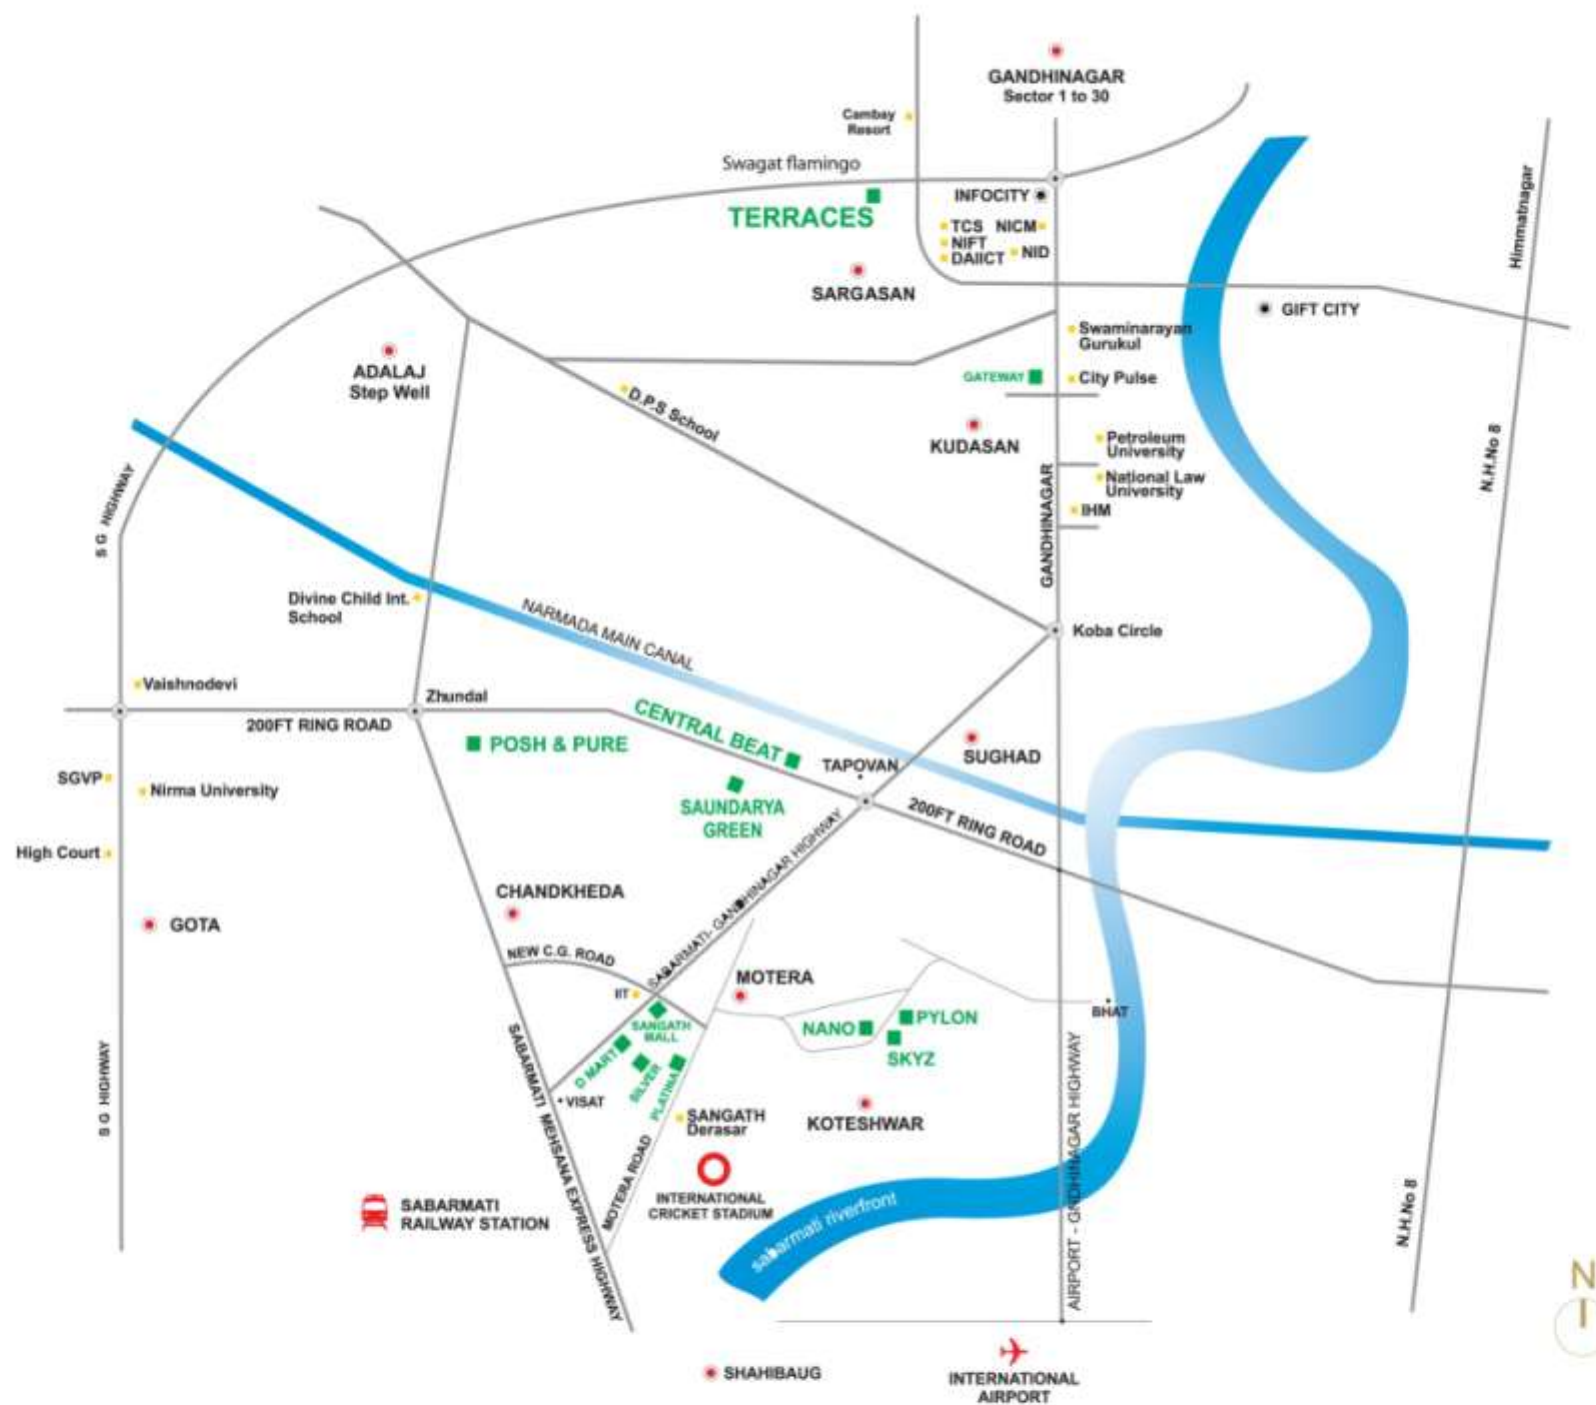 GANDHINAGAR
Sector 1 to 30
Cambay
Resort
Swagat flamingo
TERRACES
INFOCITY
TCS
NICM
NIFT
NID
DAIICT
SARGASAN
Himmatnagar
GIFT CITY
Swaminarayan
Gurukul
GATEWAY
City Pulse
ADALAJ
Step Well
D.P.S School
KUDASAN
Petroleum
University
National Law
University
IHM
GANDHINAGAR
N.H.No 8
S G HIGHWAY
Divine Child Int.
School
NARMADA MAIN CANAL
Koba Circle
Vaishnodevi
Zhundal
200FT RING ROAD
CENTRAL BEAT
POSH & PURE
TAPOVAN
SUGHAD
SGVP
Nirma University
SAUNDARYA
GREEN
200FT RING ROAD
High Court
SABARMATI- GANDHINAGAR HIGHWAY
CHANDKHEDA
GOTA
NEW C.G. ROAD
MOTERA
IIT
SANGATH
MALL
NANO
PYLON
SKYZ
BHAT
D MART
SILVER
PLATINA
VISAT
S G HIGHWAY
SABARMATI MEHSANA EXPRESS HIGHWAY
SANGATH
Derasar
KOTESHWAR
MOTERA ROAD
INTERNATIONAL
CRICKET STADIUM
SABARMATI
RAILWAY STATION
sabarmati riverfront
AIRPORT - GNDHINAGAR HIGHWAY
N.H.No 8
N
SHAHIBAUG
INTERNATIONAL
AIRPORT